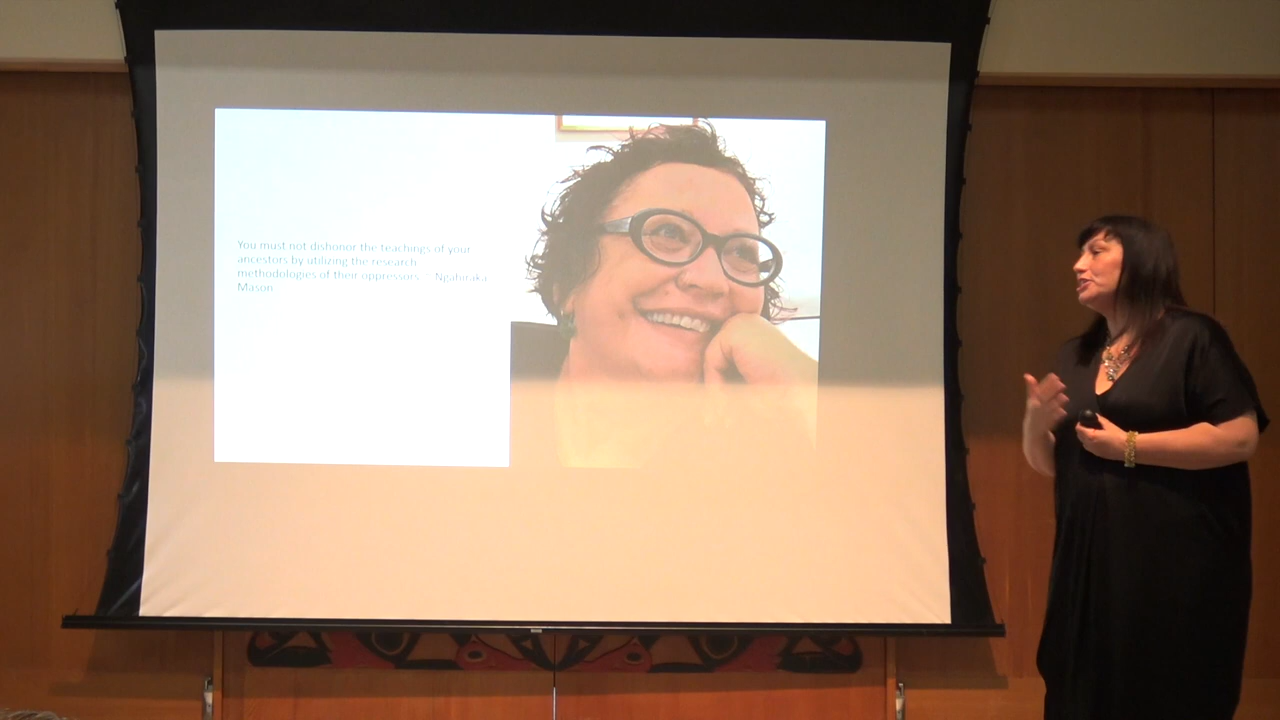 You must not dishonor the teachings of your
ancestors by utilizing the research
methodologies of their oppressors. ~ Ngahiraka
Mason